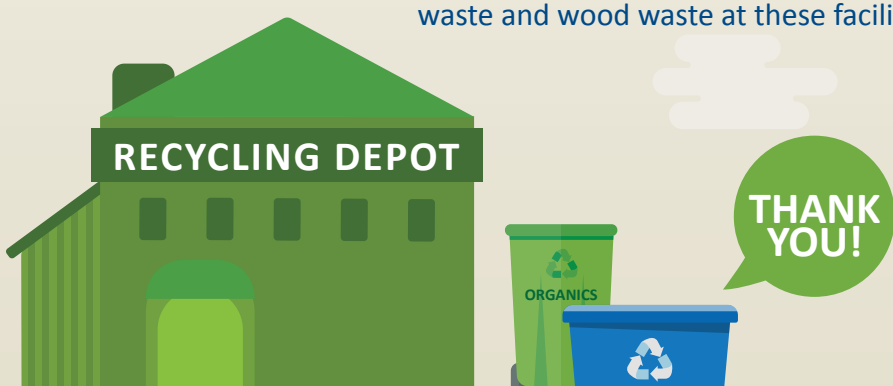 waste and wood waste at these facili
RECYCLING DEPOT
THANK
YOU!
ORGANICS